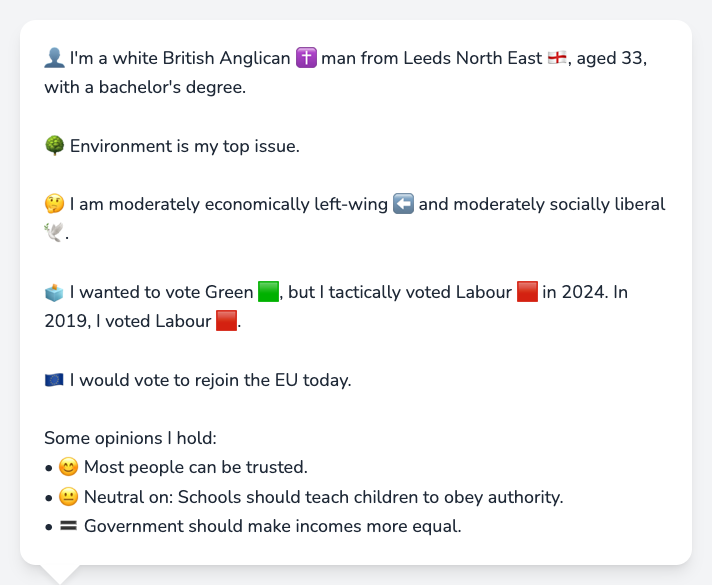 👤 I'm a white British Anglican ✝️ man from Leeds North East 🏴󠁧󠁢󠁥󠁮󠁧󠁿, aged 33,
with a bachelor's degree.
🌳 Environment is my top issue.
🤔 I am moderately economically left-wing ⬅️ and moderately socially liberal
🕊️.
🗳️ I wanted to vote Green 🟩, but I tactically voted Labour 🟥 in 2024. In
2019, I voted Labour 🟥.
🇪🇺 I would vote to rejoin the EU today.
Some opinions I hold:
• 😊 Most people can be trusted.
• 😐 Neutral on: Schools should teach children to obey authority.
• 🟰 Government should make incomes more equal.